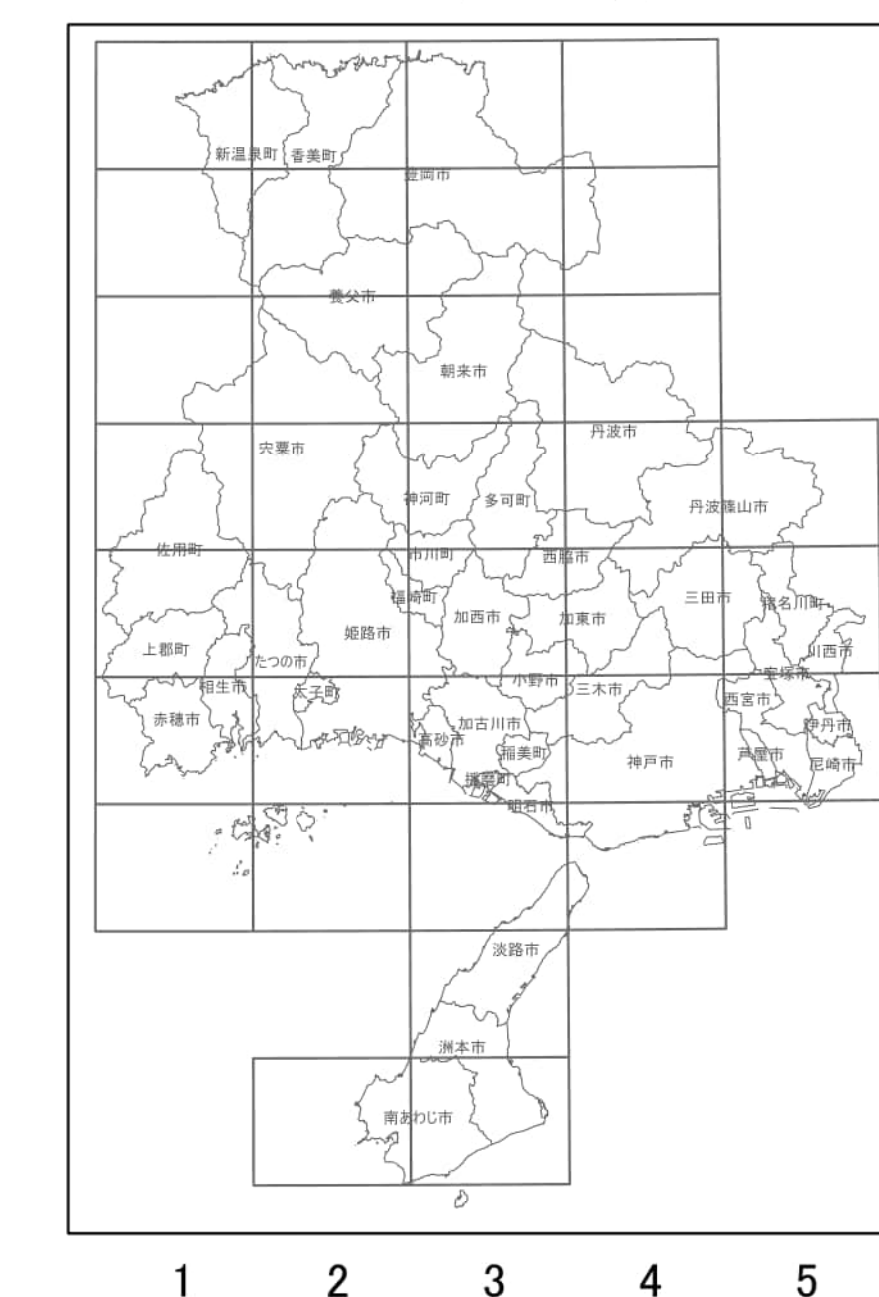 新温泉町
香美町
豊岡市
養父市
朝来市
丹波市
宍粟市
神河町
多可町
丹波篠山市
佐用町
市川町
西脇市
福崎町
加西市
加東市
三田市
猪名川町
姫路市
上郡町
たつの市
川西市
宝塚市
相生市
太子町
小野市
三木市
西宮市
赤穂市
加古川市
伊丹市
高砂市
稲美町
神戸市
芦屋市
尼崎市
播磨町
明石市
淡路市
洲本市
南あわじ市
1 2 3 4 5